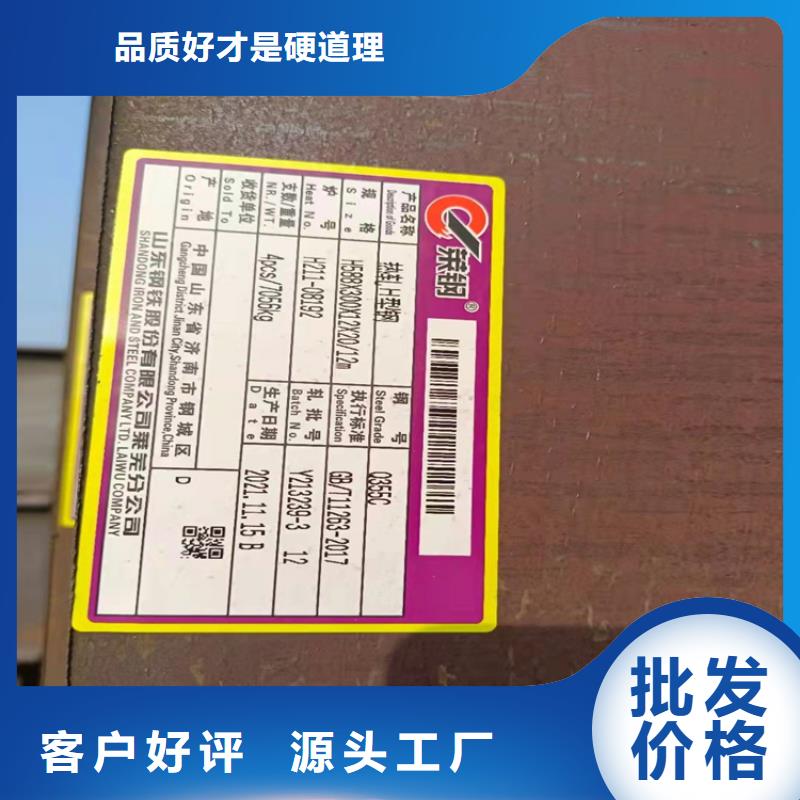 品质好才是硬道理
莱钢®
产品名称
Description of Goods
热轧H型钢
钢 号
Steel Grade
Q355C
规 格
Size
H588X300X12X20/12m
执行标准
Specification
GB/T11263-2017
炉 号
Heat No.
H211-08192
轧批号
Batch No.
Y213239-3 12
支数/重量
NR./WT.
4pcs/7056kg
生产日期
Date
2021.11.15 B
收货单位
Sold To
产 地
Origin
中国山东省济南市钢城区
Gangcheng District Jinan City,Shandong Province,China
D
山东钢铁股份有限公司莱芜分公司
SHANDONG IRON AND STEEL COMPANY LTD. LAIWU COMPANY
批发
价格
客户好评 源头工厂